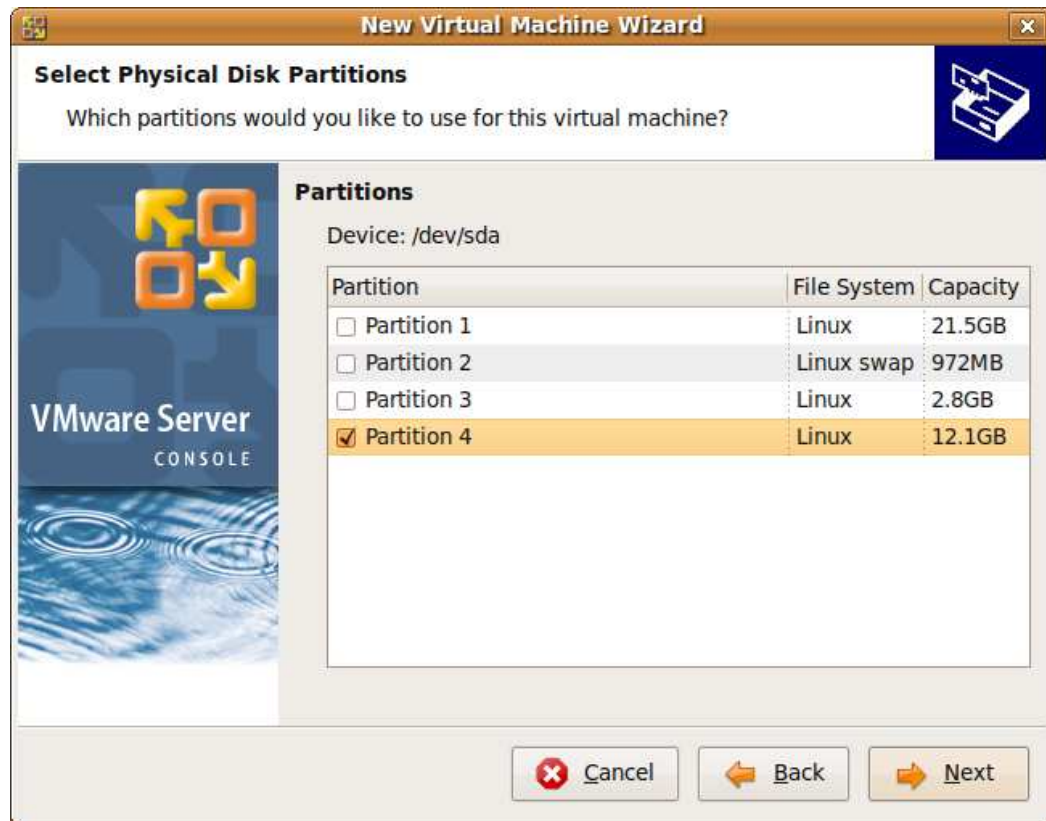 New Virtual Machine Wizard
Select Physical Disk Partitions
Which partitions would you like to use for this virtual machine?
Partitions
Device: /dev/sda
Partition File System Capacity
Partition 1 Linux 21.5GB
Partition 2 Linux swap 972MB
Partition 3 Linux 2.8GB
Partition 4 Linux 12.1GB
VMware Server
CONSOLE
Cancel Back Next